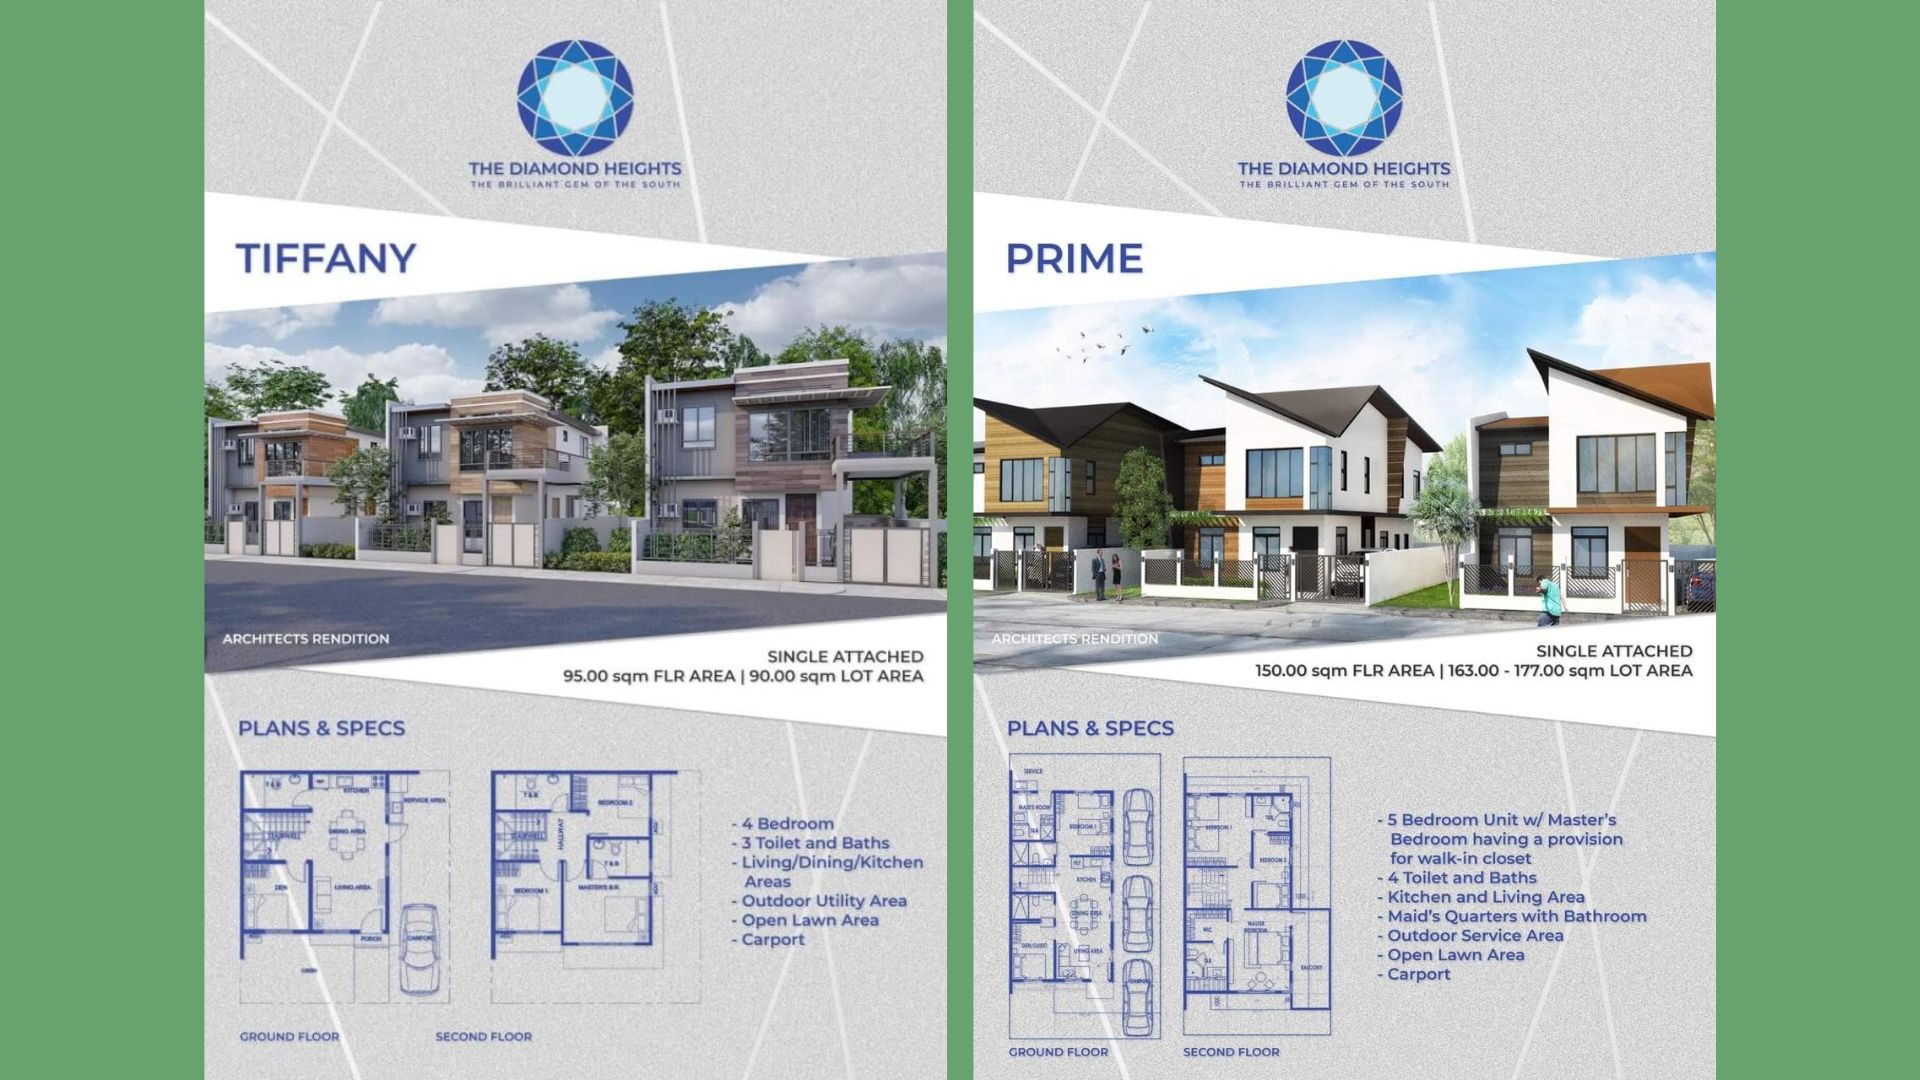 THE DIAMOND HEIGHTS
THE BRILLIANT GEM OF THE SOUTH
TIFFANY
ARCHITECTS RENDITION
SINGLE ATTACHED
95.00 sqm FLR AREA | 90.00 sqm LOT AREA
PLANS & SPECS
T & B
KITCHEN
SERVICE AREA
STAIRWELL
DINING AREA
DEN
LIVING AREA
PORCH
CARPORT
T & B
BEDROOM 2
STAIRWELL
HALLWAY
T & B
BEDROOM 1
MASTER'S B.R.
- 4 Bedroom
- 3 Toilet and Baths
- Living/Dining/Kitchen
Areas
- Outdoor Utility Area
- Open Lawn Area
- Carport
GROUND FLOOR
SECOND FLOOR
THE DIAMOND HEIGHTS
THE BRILLIANT GEM OF THE SOUTH
PRIME
ARCHITECTS RENDITION
SINGLE ATTACHED
150.00 sqm FLR AREA | 163.00 - 177.00 sqm LOT AREA
PLANS & SPECS
SERVICE
MAID'S ROOM
T&B
BEDROOM 3
KITCHEN
DINING AREA
DEN/GUEST
LIVING AREA
CARPORT
BEDROOM 1
T&B
BEDROOM 2
MASTER
BEDROOM
WIC
T&B
BALCONY
- 5 Bedroom Unit w/ Master's
Bedroom having a provision
for walk-in closet
- 4 Toilet and Baths
- Kitchen and Living Area
- Maid's Quarters with Bathroom
- Outdoor Service Area
- Open Lawn Area
- Carport
GROUND FLOOR
SECOND FLOOR